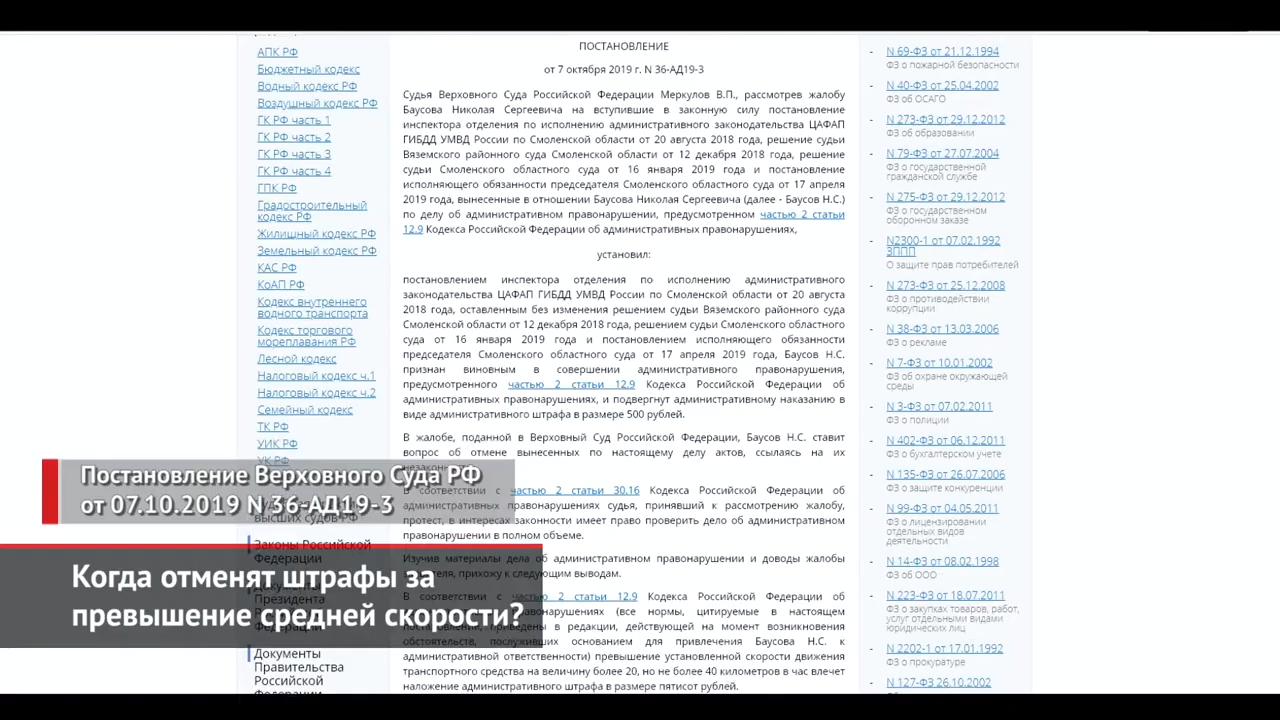 АПК РФ
Бюджетный кодекс
Водный кодекс РФ
Воздушный кодекс РФ
ГК РФ часть 1
ГК РФ часть 2
ГК РФ часть 3
ГК РФ часть 4
ГПК РФ
Градостроительный
кодекс РФ
Жилищный кодекс РФ
Земельный кодекс РФ
КАС РФ
КоАП РФ
Кодекс внутреннего
водного транспорта
Кодекс торгового
мореплавания РФ
Лесной кодекс
Налоговый кодекс ч.1
Налоговый кодекс ч.2
Семейный кодекс
ТК РФ
УИК РФ
УК РФ
высших судов РФ
Законы Российской
Федерации
Президента
Документы
Правительства
Российской
Федерации
ПОСТАНОВЛЕНИЕ
от 7 октября 2019 г. N 36-АД19-3
Судья Верховного Суда Российской Федерации Меркулов В.П., рассмотрев жалобу
Баусова Николая Сергеевича на вступившие в законную силу постановление
инспектора отделения по исполнению административного законодательства ЦАФАП
ГИБДД УМВД России по Смоленской области от 20 августа 2018 года, решение судьи
Вяземского районного суда Смоленской области от 12 декабря 2018 года, решение
судьи Смоленского областного суда от 16 января 2019 года и постановление
исполняющего обязанности председателя Смоленского областного суда от 17 апреля
2019 года, вынесенные в отношении Баусова Николая Сергеевича (далее - Баусов Н.С.)
по делу об административном правонарушении, предусмотренном частью 2 статьи
12.9 Кодекса Российской Федерации об административных правонарушениях,
установил:
постановлением инспектора отделения по исполнению административного
законодательства ЦАФАП ГИБДД УМВД России по Смоленской области от 20 августа
2018 года, оставленным без изменения решением судьи Вяземского районного суда
Смоленской области от 12 декабря 2018 года, решением судьи Смоленского областного
суда от 16 января 2019 года и постановлением исполняющего обязанности
председателя Смоленского областного суда от 17 апреля 2019 года, Баусов Н.С.
признан виновным в совершении административного правонарушения,
предусмотренного частью 2 статьи 12.9 Кодекса Российской Федерации об
административных правонарушениях, и подвергнут административному наказанию в
виде административного штрафа в размере 500 рублей.
В жалобе, поданной в Верховный Суд Российской Федерации, Баусов Н.С. ставит
вопрос об отмене вынесенных по настоящему делу актов, ссылаясь на их
В соответствии с частью 2 статьи 30.16 Кодекса Российской Федерации об
административных правонарушениях судья, принявший к рассмотрению жалобу,
протест, в интересах законности имеет право проверить дело об административном
правонарушении в полном объеме.
Изучив материалы дела об административном правонарушении и доводы жалобы
заявителя, прихожу к следующим выводам.
В соответствии с частью 2 статьи 12.9 Кодекса Российской Федерации об
правонарушениях (все нормы, цитируемые в настоящем
постановлении, приведены в редакции, действующей на момент возникновения
обстоятельств, послуживших основанием для привлечения Баусова Н.С. к
административной ответственности) превышение установленной скорости движения
транспортного средства на величину более 20, но не более 40 километров в час влечет
наложение административного штрафа в размере пятисот рублей.
- N 69-ФЗ от 21.12.1994
ФЗ о пожарной безопасности
- N 40-ФЗ от 25.04.2002
ФЗ об ОСАГО
- N 273-ФЗ от 29.12.2012
ФЗ об образовании
- N 79-ФЗ от 27.07.2004
ФЗ о государственной
гражданской службе
- N 275-ФЗ от 29.12.2012
ФЗ о государственном
оборонном заказе
- N2300-1 от 07.02.1992
ЗППП
О защите прав потребителей
- N 273-ФЗ от 25.12.2008
ФЗ о противодействии
коррупции
- N 38-ФЗ от 13.03.2006
ФЗ о рекламе
- N 7-ФЗ от 10.01.2002
ФЗ об охране окружающей
среды
- N 3-ФЗ от 07.02.2011
ФЗ о полиции
- N 402-ФЗ от 06.12.2011
ФЗ о бухгалтерском учете
- N 135-ФЗ от 26.07.2006
ФЗ о защите конкуренции
- N 99-ФЗ от 04.05.2011
ФЗ о лицензировании
отдельных видов
деятельности
- N 14-ФЗ от 08.02.1998
ФЗ об ООО
- N 223-ФЗ от 18.07.2011
ФЗ о закупках товаров, работ,
услуг отдельными видами
юридических лиц
- N 2202-1 от 17.01.1992
ФЗ о прокуратуре
- N 127-ФЗ 26.10.2002
Постановление Верховного Суда РФ
от 07.10.2019 N 36-АД19-3
Когда отменят штрафы за
превышение средней скорости?